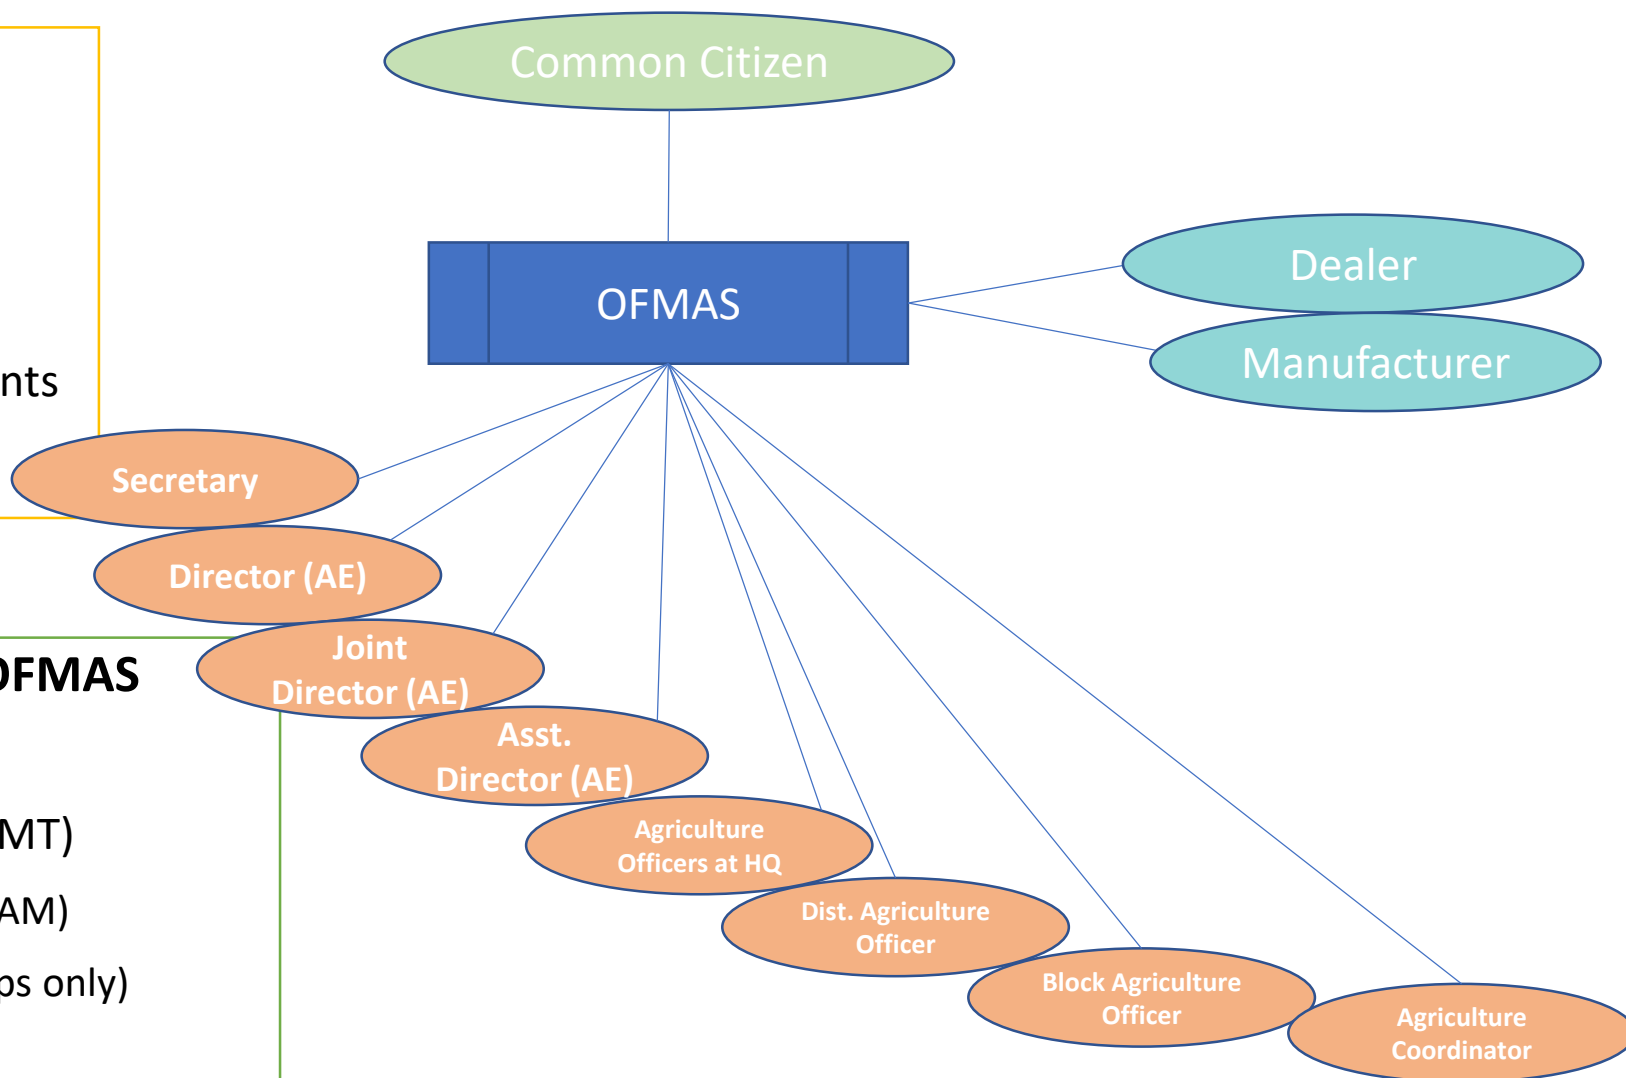 Common Citizen
OFMAS
Dealer
Manufacturer
nts
Secretary
Director (AE)
Joint
Director (AE)
Asst.
Director (AE)
Agriculture
Officers at HQ
Dist. Agriculture
Officer
Block Agriculture
Officer
Agriculture
Coordinator
OFMAS
MT)
AM)
ps only)